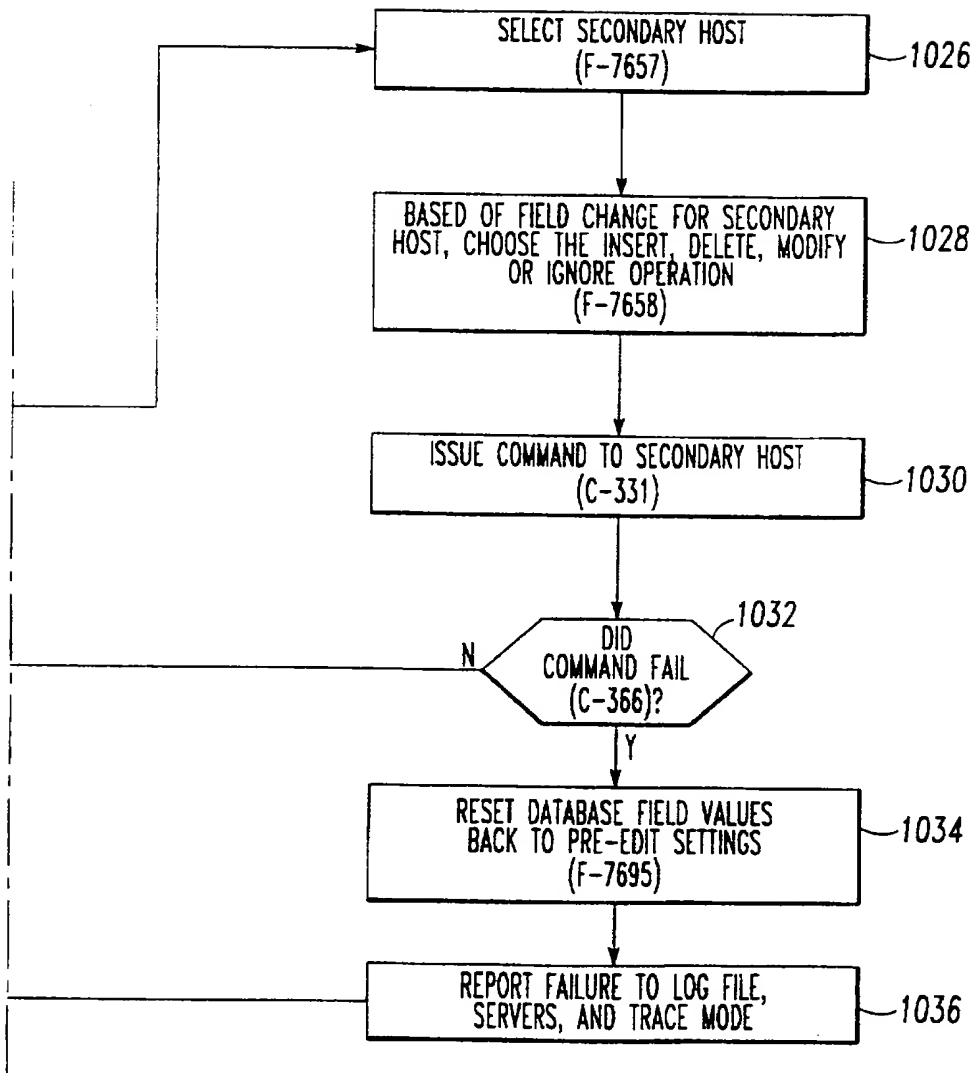 SELECT SECONDARY HOST
(F-7657)
1026
BASED OF FIELD CHANGE FOR SECONDARY
HOST, CHOOSE THE INSERT, DELETE, MODIFY
OR IGNORE OPERATION
(F-7658)
1028
ISSUE COMMAND TO SECONDARY HOST
(C-331)
1030
1032
DID
COMMAND FAIL
(C-366)?
N
Y
RESET DATABASE FIELD VALUES
BACK TO PRE-EDIT SETTINGS
(F-7695)
1034
REPORT FAILURE TO LOG FILE,
SERVERS, AND TRACE MODE
1036